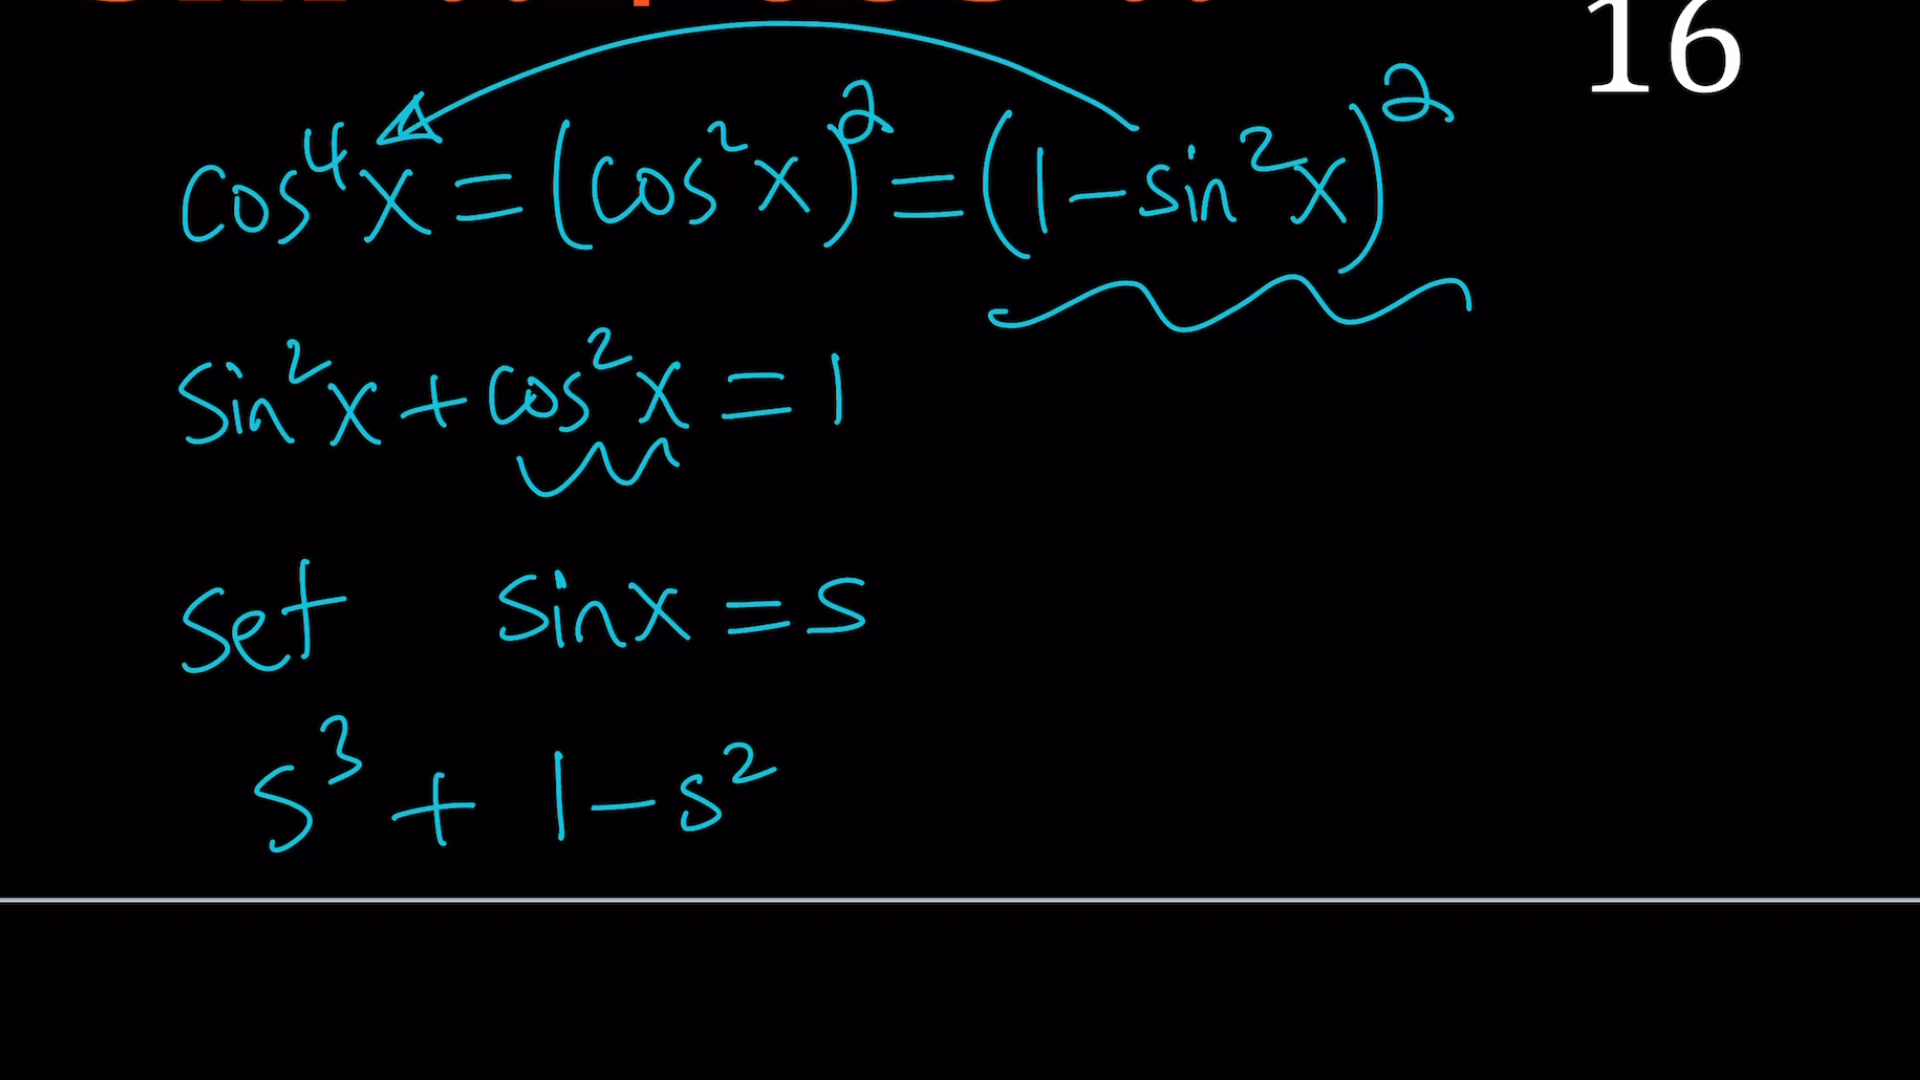 16
cos⁴x = (cos²x)² = (1-sin²x)²
sin²x + cos²x = 1
set sinx = s
s³ + 1-s²